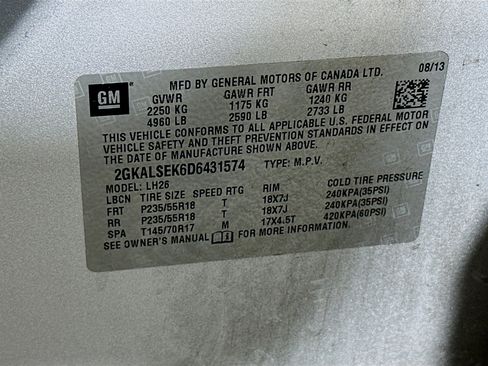 08/13
GM
MFD BY GENERAL MOTORS OF CANADA LTD.
GVWR GAWR FRT GAWR RR
2250 KG 1175 KG 1240 KG
4960 LB 2590 LB 2733 LB
THIS VEHICLE CONFORMS TO ALL APPLICABLE U.S. FEDERAL MOTOR
VEHICLE SAFETY AND THEFT PREVENTION STANDARDS IN EFFECT ON
THE DATE OF MANUFACTURE SHOWN ABOVE.
2GKALSEK6D6431574 TYPE: M.P.V.
MODEL: LH26
LBCN TIRE SIZE SPEED RTG RIM COLD TIRE PRESSURE
FRT P235/55R18 T 18X7J 240KPA(35PSI)
RR P235/55R18 T 18X7J 240KPA(35PSI)
SPA T145/70R17 M 17X4.5T 420KPA(60PSI)
SEE OWNER'S MANUAL FOR MORE INFORMATION.